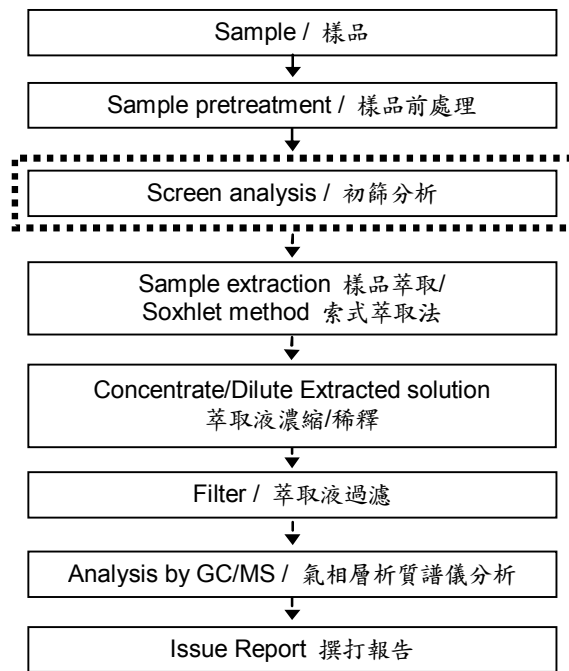 Sample / 樣品
Sample pretreatment / 樣品前處理
Screen analysis / 初篩分析
Sample extraction 樣品萃取/
Soxhlet method 索式萃取法
Concentrate/Dilute Extracted solution
萃取液濃縮/稀釋
Filter / 萃取液過濾
Analysis by GC/MS / 氣相層析質譜儀分析
Issue Report 撰打報告